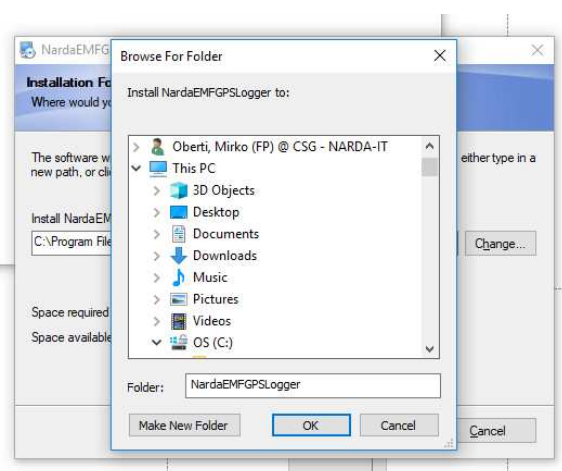 NardaEMFG
Browse For Folder
Installation Fo
Where would yo
Install NardaEMFGPSLogger to:
The software w
either type in a
new path, or cli
Oberti, Mirko (FP) @ CSG - NARDA-IT
This PC
3D Objects
Desktop
Documents
Downloads
Music
Pictures
Videos
OS (C:)
Install NardaEM
C:\Program File
Change...
Space required
Space available
Folder:
NardaEMFGPSLogger
Make New Folder
OK
Cancel
Cancel